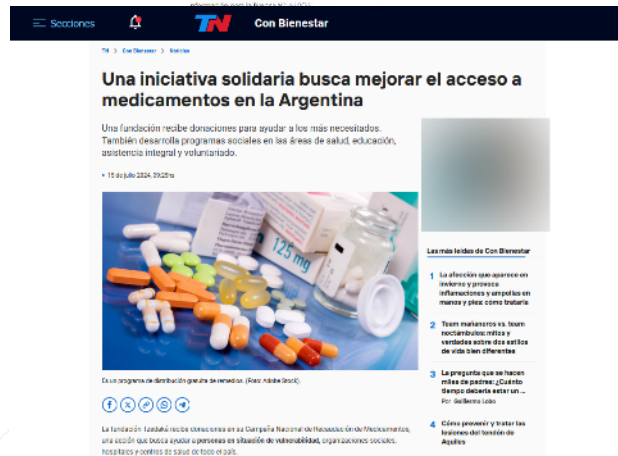 Secciones
TN
Con Bienestar
TN > Con Bienestar > Noticias
Una iniciativa solidaria busca mejorar el acceso a
medicamentos en la Argentina
Una fundación recibe donaciones para ayudar a los más necesitados.
También desarrolla programas sociales en las áreas de salud, educación,
asistencia integral y voluntariado.
• 15 de julio 2024, 09:25hs
125 mg
Es un programa de distribución gratuita de remedios. (Foto: Adobe Stock).
La fundación Tzedaká recibe donaciones en su Campaña Nacional de Recaudación de Medicamentos,
una acción que busca ayudar a personas en situación de vulnerabilidad, organizaciones sociales,
hospitales y centros de salud de todo el país.
Las más leídas de Con Bienestar
1 La afección que aparece en
invierno y provoca
inflamaciones y ampollas en
manos y pies: cómo tratarla
2 Team mañaneros vs. team
noctámbulos: mitos y
verdades sobre dos estilos
de vida bien diferentes
3 La pregunta que se hacen
miles de padres: ¿Cuánto
tiempo debería estar un ...
Por Guillermo Lobo
4 Cómo prevenir y tratar las
lesiones del tendón de
Aquiles